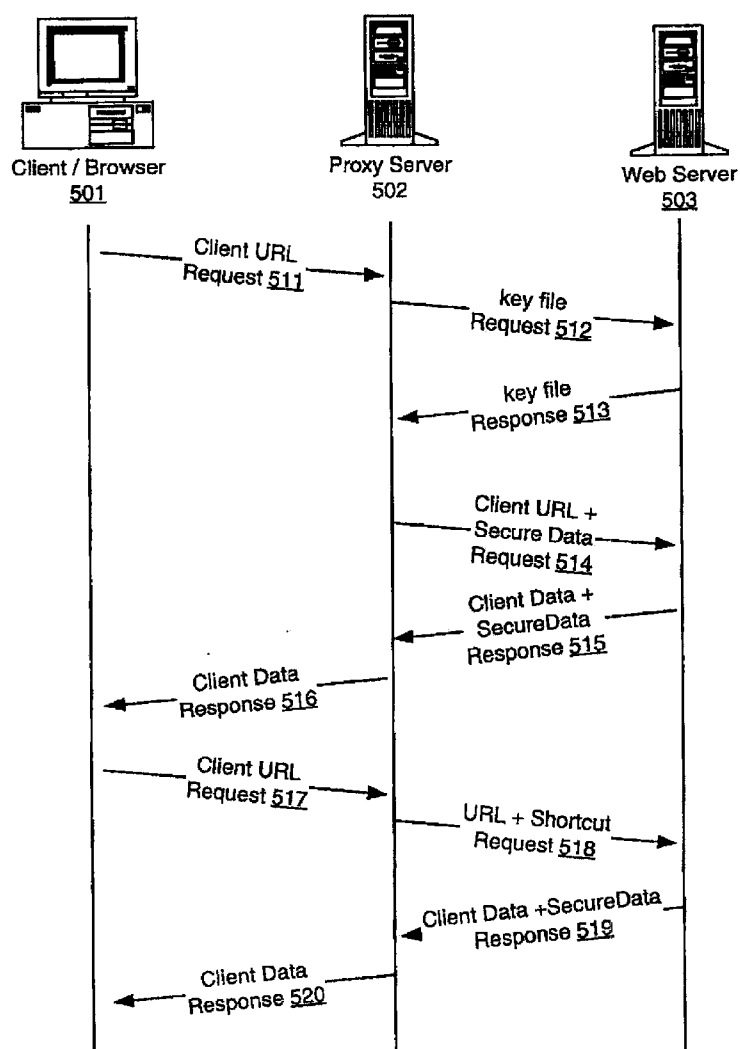 Client / Browser
501
Proxy Server
502
Web Server
503
Client URL
Request 511
key file
Request 512
key file
Response 513
Client URL +
Secure Data
Request 514
Client Data +
SecureData
Response 515
Client Data
Response 516
Client URL
Request 517
URL + Shortcut
Request 518
Client Data +SecureData
Response 519
Client Data
Response 520